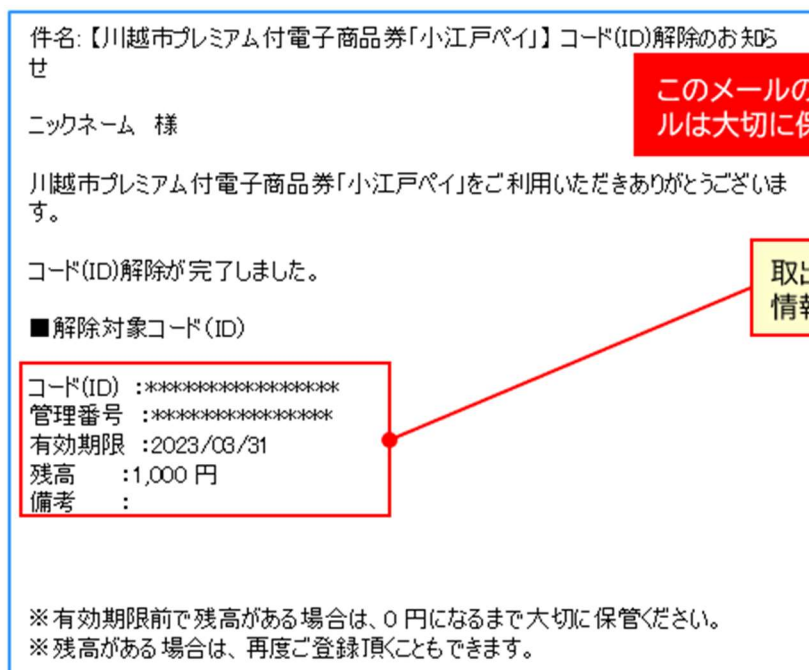 件名:【川越市プレミアム付電子商品券「小江戸ペイ」】コード(ID)解除のお知ら
せ
このメールの
ルは大切に保
ニックネーム 様
川越市プレミアム付電子商品券「小江戸ペイ」をご利用いただきありがとうございま
す。
コード(ID)解除が完了しました。
取出
情報
■解除対象コード(ID)
コード(ID) :****************
管理番号 :***************
有効期限 :2023/03/31
残高 :1,000 円
備考 :
※有効期限前で残高がある場合は、0 円になるまで大切に保管ください。
※残高がある場合は、再度ご登録頂くこともできます。